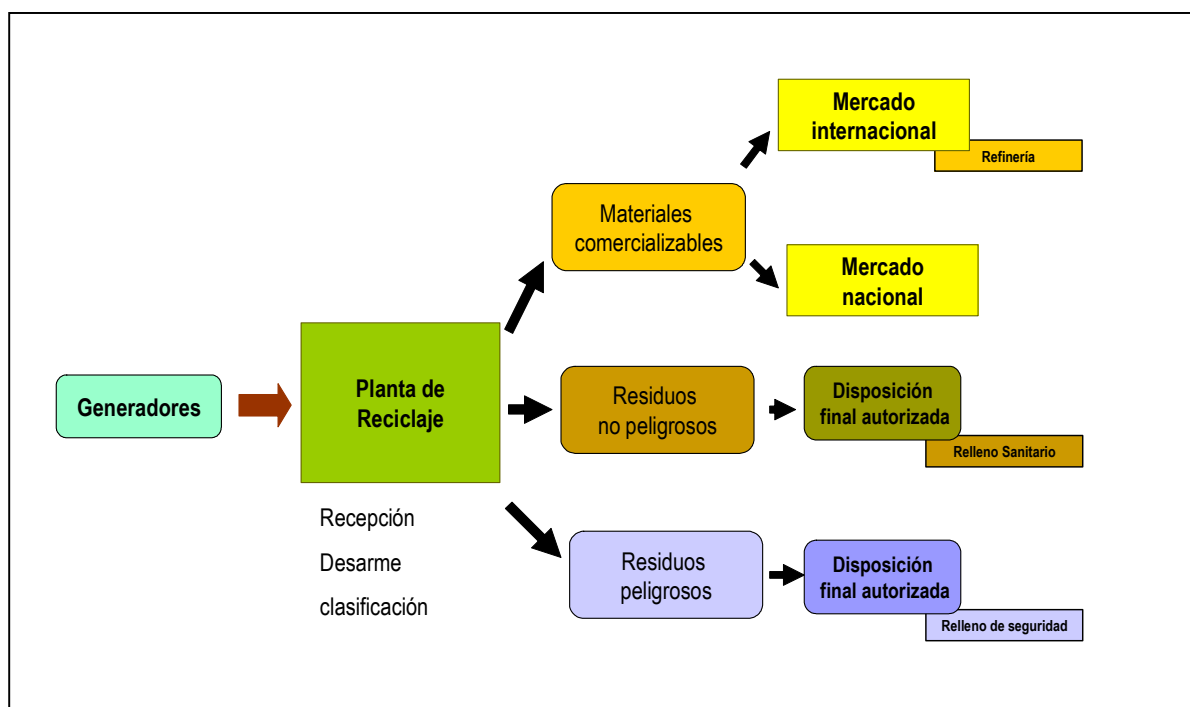 Mercado
internacional
Refinería
Materiales
comercializables
Mercado
nacional
Generadores
Planta de
Reciclaje
Residuos
no peligrosos
Disposición
final autorizada
Relleno Sanitario
Recepción
Desarme
clasificación
Residuos
peligrosos
Disposición
final autorizada
Relleno de seguridad